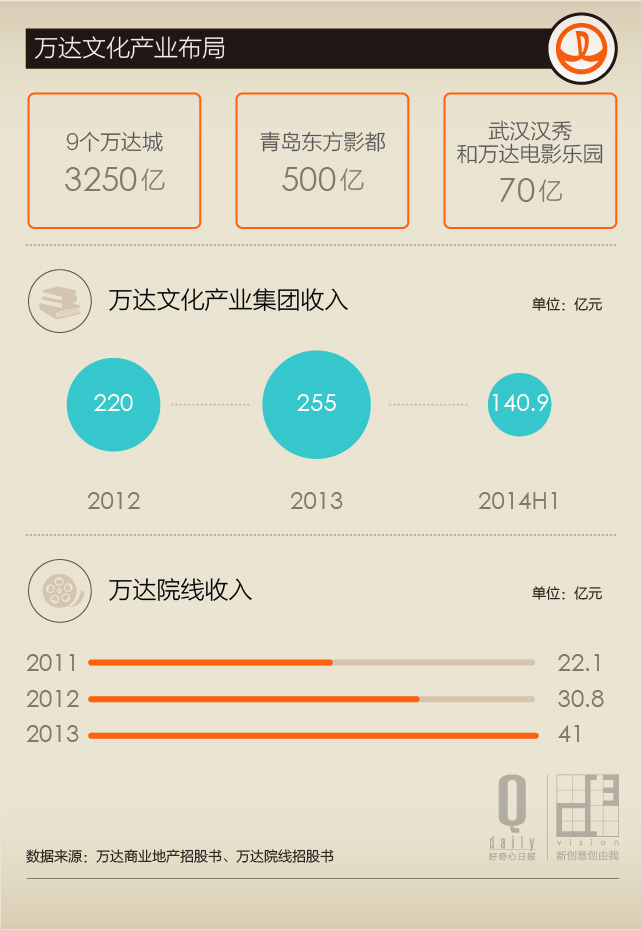 万达文化产业布局
9个万达城
3250亿
青岛东方影都
500亿
武汉汉秀
和万达电影乐园
70亿
万达文化产业集团收入
单位：亿元
220
255
140.9
2012
2013
2014H1
万达院线收入
单位：亿元
2011
22.1
2012
30.8
2013
41
Q
daily
好奇心日报
d3
vision
新创意创由我
数据来源：万达商业地产招股书、万达院线招股书